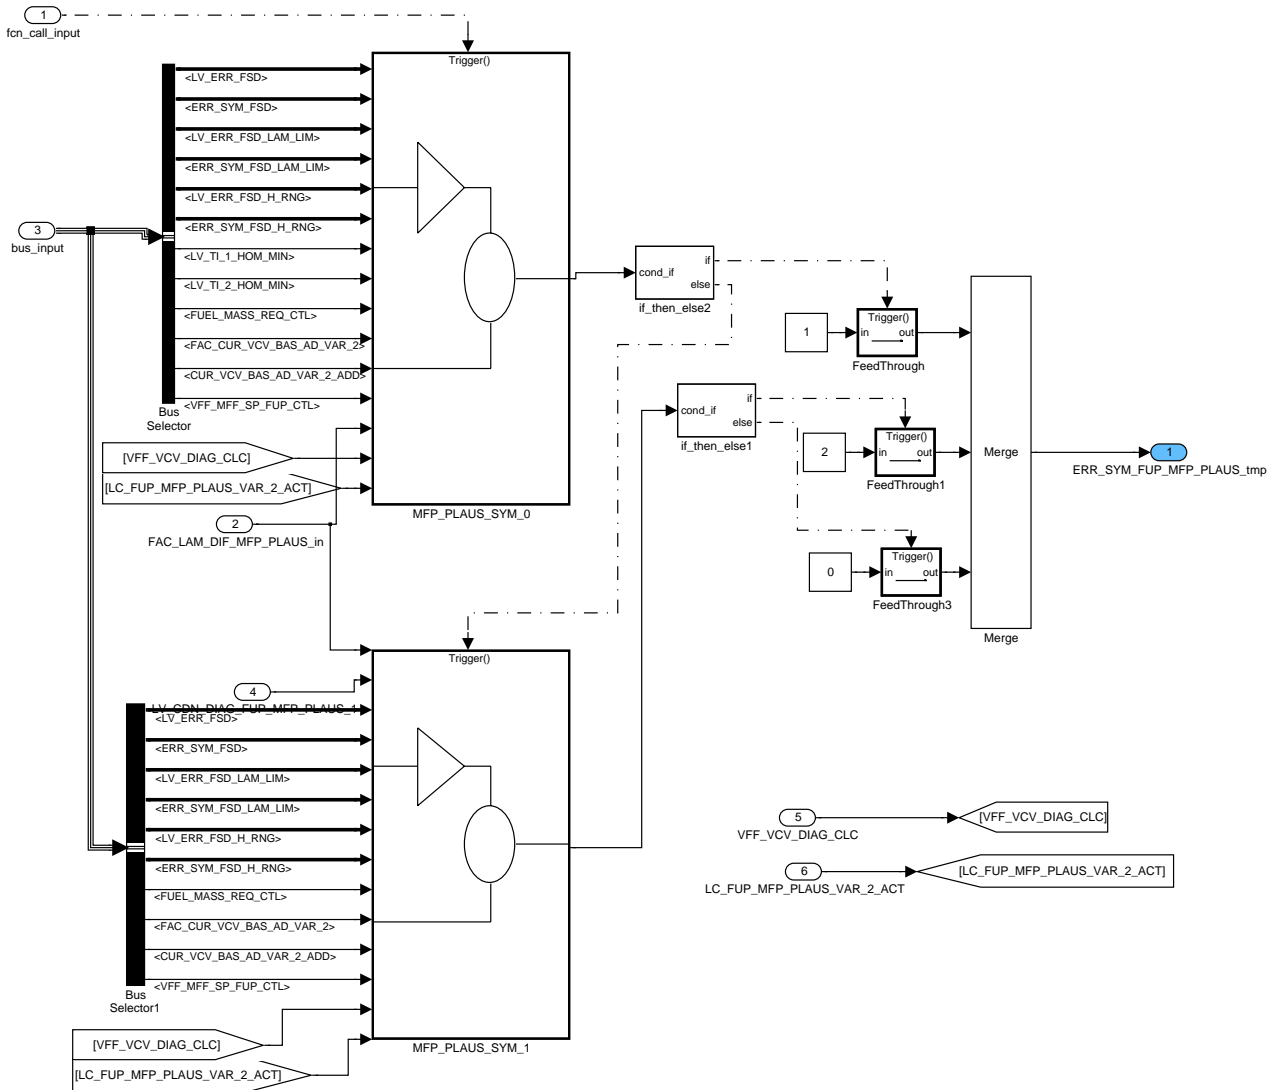 1
fcn_call_input
Trigger()
<LV_ERR_FSD>
<ERR_SYM_FSD>
<LV_ERR_FSD_LAM_LIM>
<ERR_SYM_FSD_LAM_LIM>
<LV_ERR_FSD_H_RNG>
<ERR_SYM_FSD_H_RNG>
3
bus_input
<LV_TI_1_HOM_MIN>
<LV_TI_2_HOM_MIN>
<FUEL_MASS_REQ_CTL>
<FAC_CUR_VCV_BAS_AD_VAR_2>
<CUR_VCV_BAS_AD_VAR_2_ADD>
<VFF_MFF_SP_FUP_CTL>
Bus
Selector
[VFF_VCV_DIAG_CLC]
[LC_FUP_MFP_PLAUS_VAR_2_ACT]
MFP_PLAUS_SYM_0
2
FAC_LAM_DIF_MFP_PLAUS_in
cond_if
if
else
if_then_else2
1
Trigger()
in
out
FeedThrough
cond_if
if
else
if_then_else1
2
Trigger()
in
out
FeedThrough1
0
Trigger()
in
out
FeedThrough3
Merge
Merge
1
ERR_SYM_FUP_MFP_PLAUS_tmp
Trigger()
4
LV_CDN_DIAG_FUP_MFP_PLAUS_1
<LV_ERR_FSD>
<ERR_SYM_FSD>
<LV_ERR_FSD_LAM_LIM>
<ERR_SYM_FSD_LAM_LIM>
<LV_ERR_FSD_H_RNG>
<ERR_SYM_FSD_H_RNG>
<FUEL_MASS_REQ_CTL>
<FAC_CUR_VCV_BAS_AD_VAR_2>
<CUR_VCV_BAS_AD_VAR_2_ADD>
<VFF_MFF_SP_FUP_CTL>
Bus
Selector1
[VFF_VCV_DIAG_CLC]
[LC_FUP_MFP_PLAUS_VAR_2_ACT]
MFP_PLAUS_SYM_1
5
VFF_VCV_DIAG_CLC
[VFF_VCV_DIAG_CLC]
6
LC_FUP_MFP_PLAUS_VAR_2_ACT
[LC_FUP_MFP_PLAUS_VAR_2_ACT]